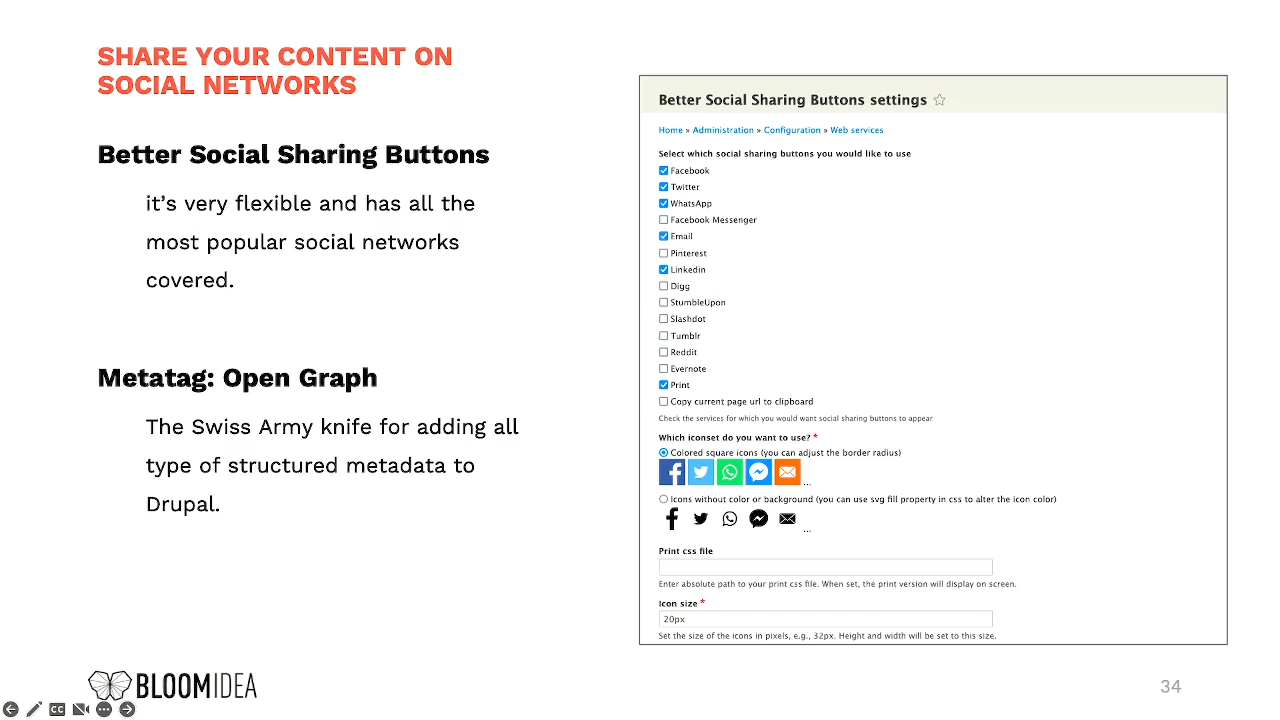 SHARE YOUR CONTENT ON
SOCIAL NETWORKS
Better Social Sharing Buttons
it's very flexible and has all the
most popular social networks
covered.
Metatag: Open Graph
The Swiss Army knife for adding all
type of structured metadata to
Drupal.
Better Social Sharing Buttons settings
Home » Administration » Configuration » Web services
Select which social sharing buttons you would like to use
Facebook
Twitter
WhatsApp
Facebook Messenger
Email
Pinterest
Linkedin
Digg
StumbleUpon
Slashdot
Tumblr
Reddit
Evernote
Print
Copy current page url to clipboard
Check the services for which you would want social sharing buttons to appear
Which iconset do you want to use? *
Colored square icons (you can adjust the border radius)
...
Icons without color or background (you can use svg fill property in css to alter the icon color)
...
Print css file
Enter absolute path to your print css file. When set, the print version will display on screen.
Icon size *
20px
Set the size of the icons in pixels, e.g., 32px. Height and width will be set to this size.
BLOOMIDEA
34
CC